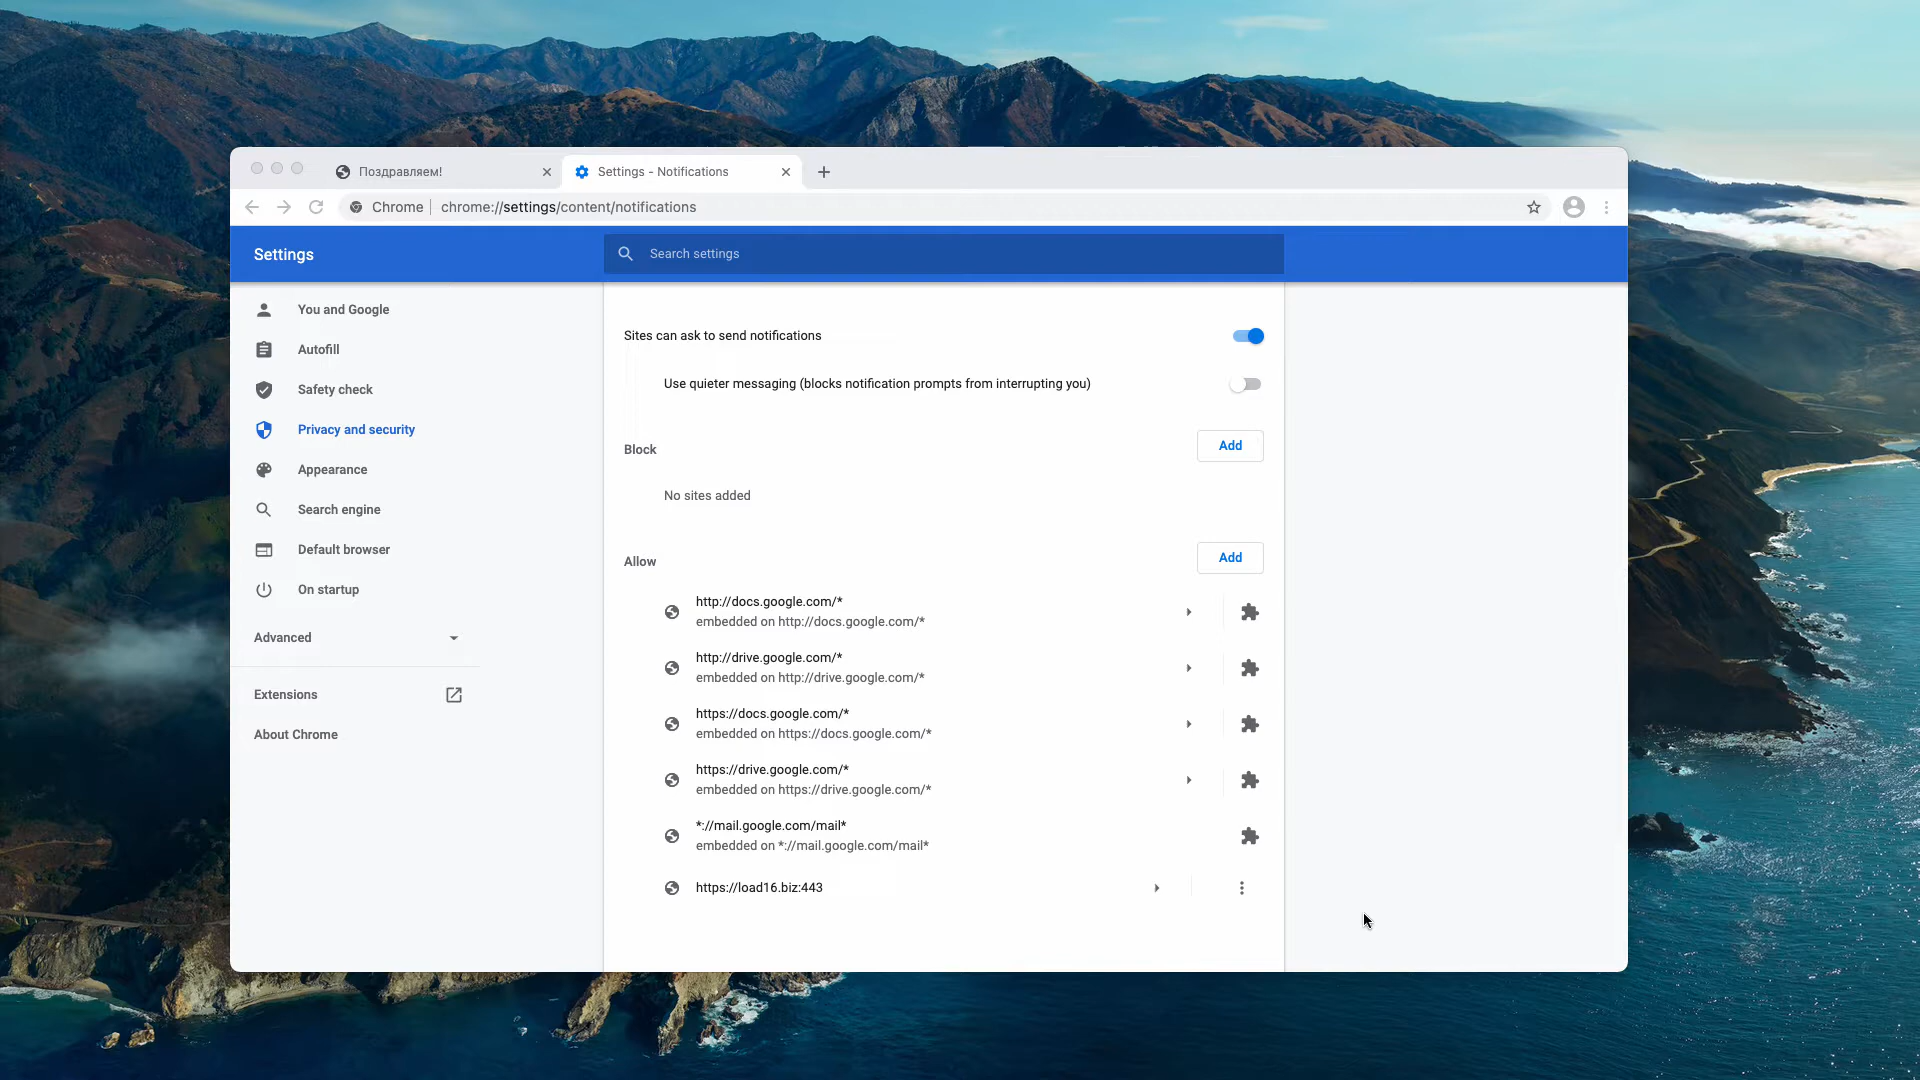 Поздравляем!
Settings - Notifications
Chrome
chrome://settings/content/notifications
Settings
Search settings
You and Google
Autofill
Safety check
Privacy and security
Appearance
Search engine
Default browser
On startup
Advanced
Extensions
About Chrome
Sites can ask to send notifications
Use quieter messaging (blocks notification prompts from interrupting you)
Block
Add
No sites added
Allow
Add
http://docs.google.com/*
embedded on http://docs.google.com/*
http://drive.google.com/*
embedded on http://drive.google.com/*
https://docs.google.com/*
embedded on https://docs.google.com/*
https://drive.google.com/*
embedded on https://drive.google.com/*
*://mail.google.com/mail*
embedded on *://mail.google.com/mail*
https://load16.biz:443